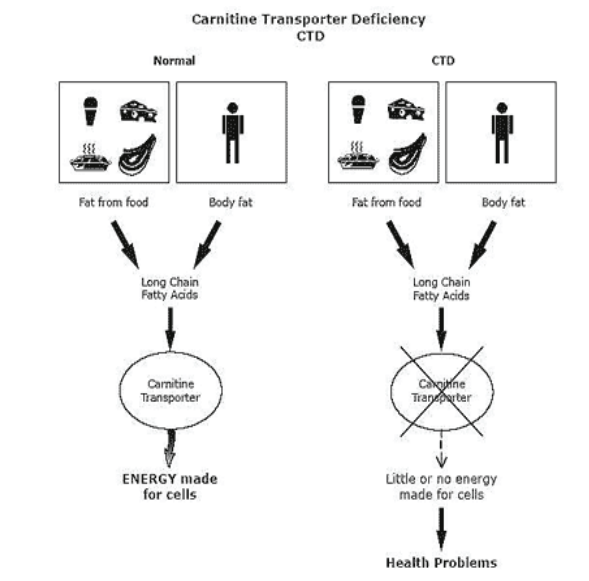 Carnitine Transporter Deficiency
CTD
Normal
CTD
Fat from food
Body fat
Fat from food
Body fat
Long Chain
Fatty Acids
Long Chain
Fatty Acids
Carnitine
Transporter
Carnitine
Transporter
ENERGY made
for cells
Little or no energy
made for cells
Health Problems